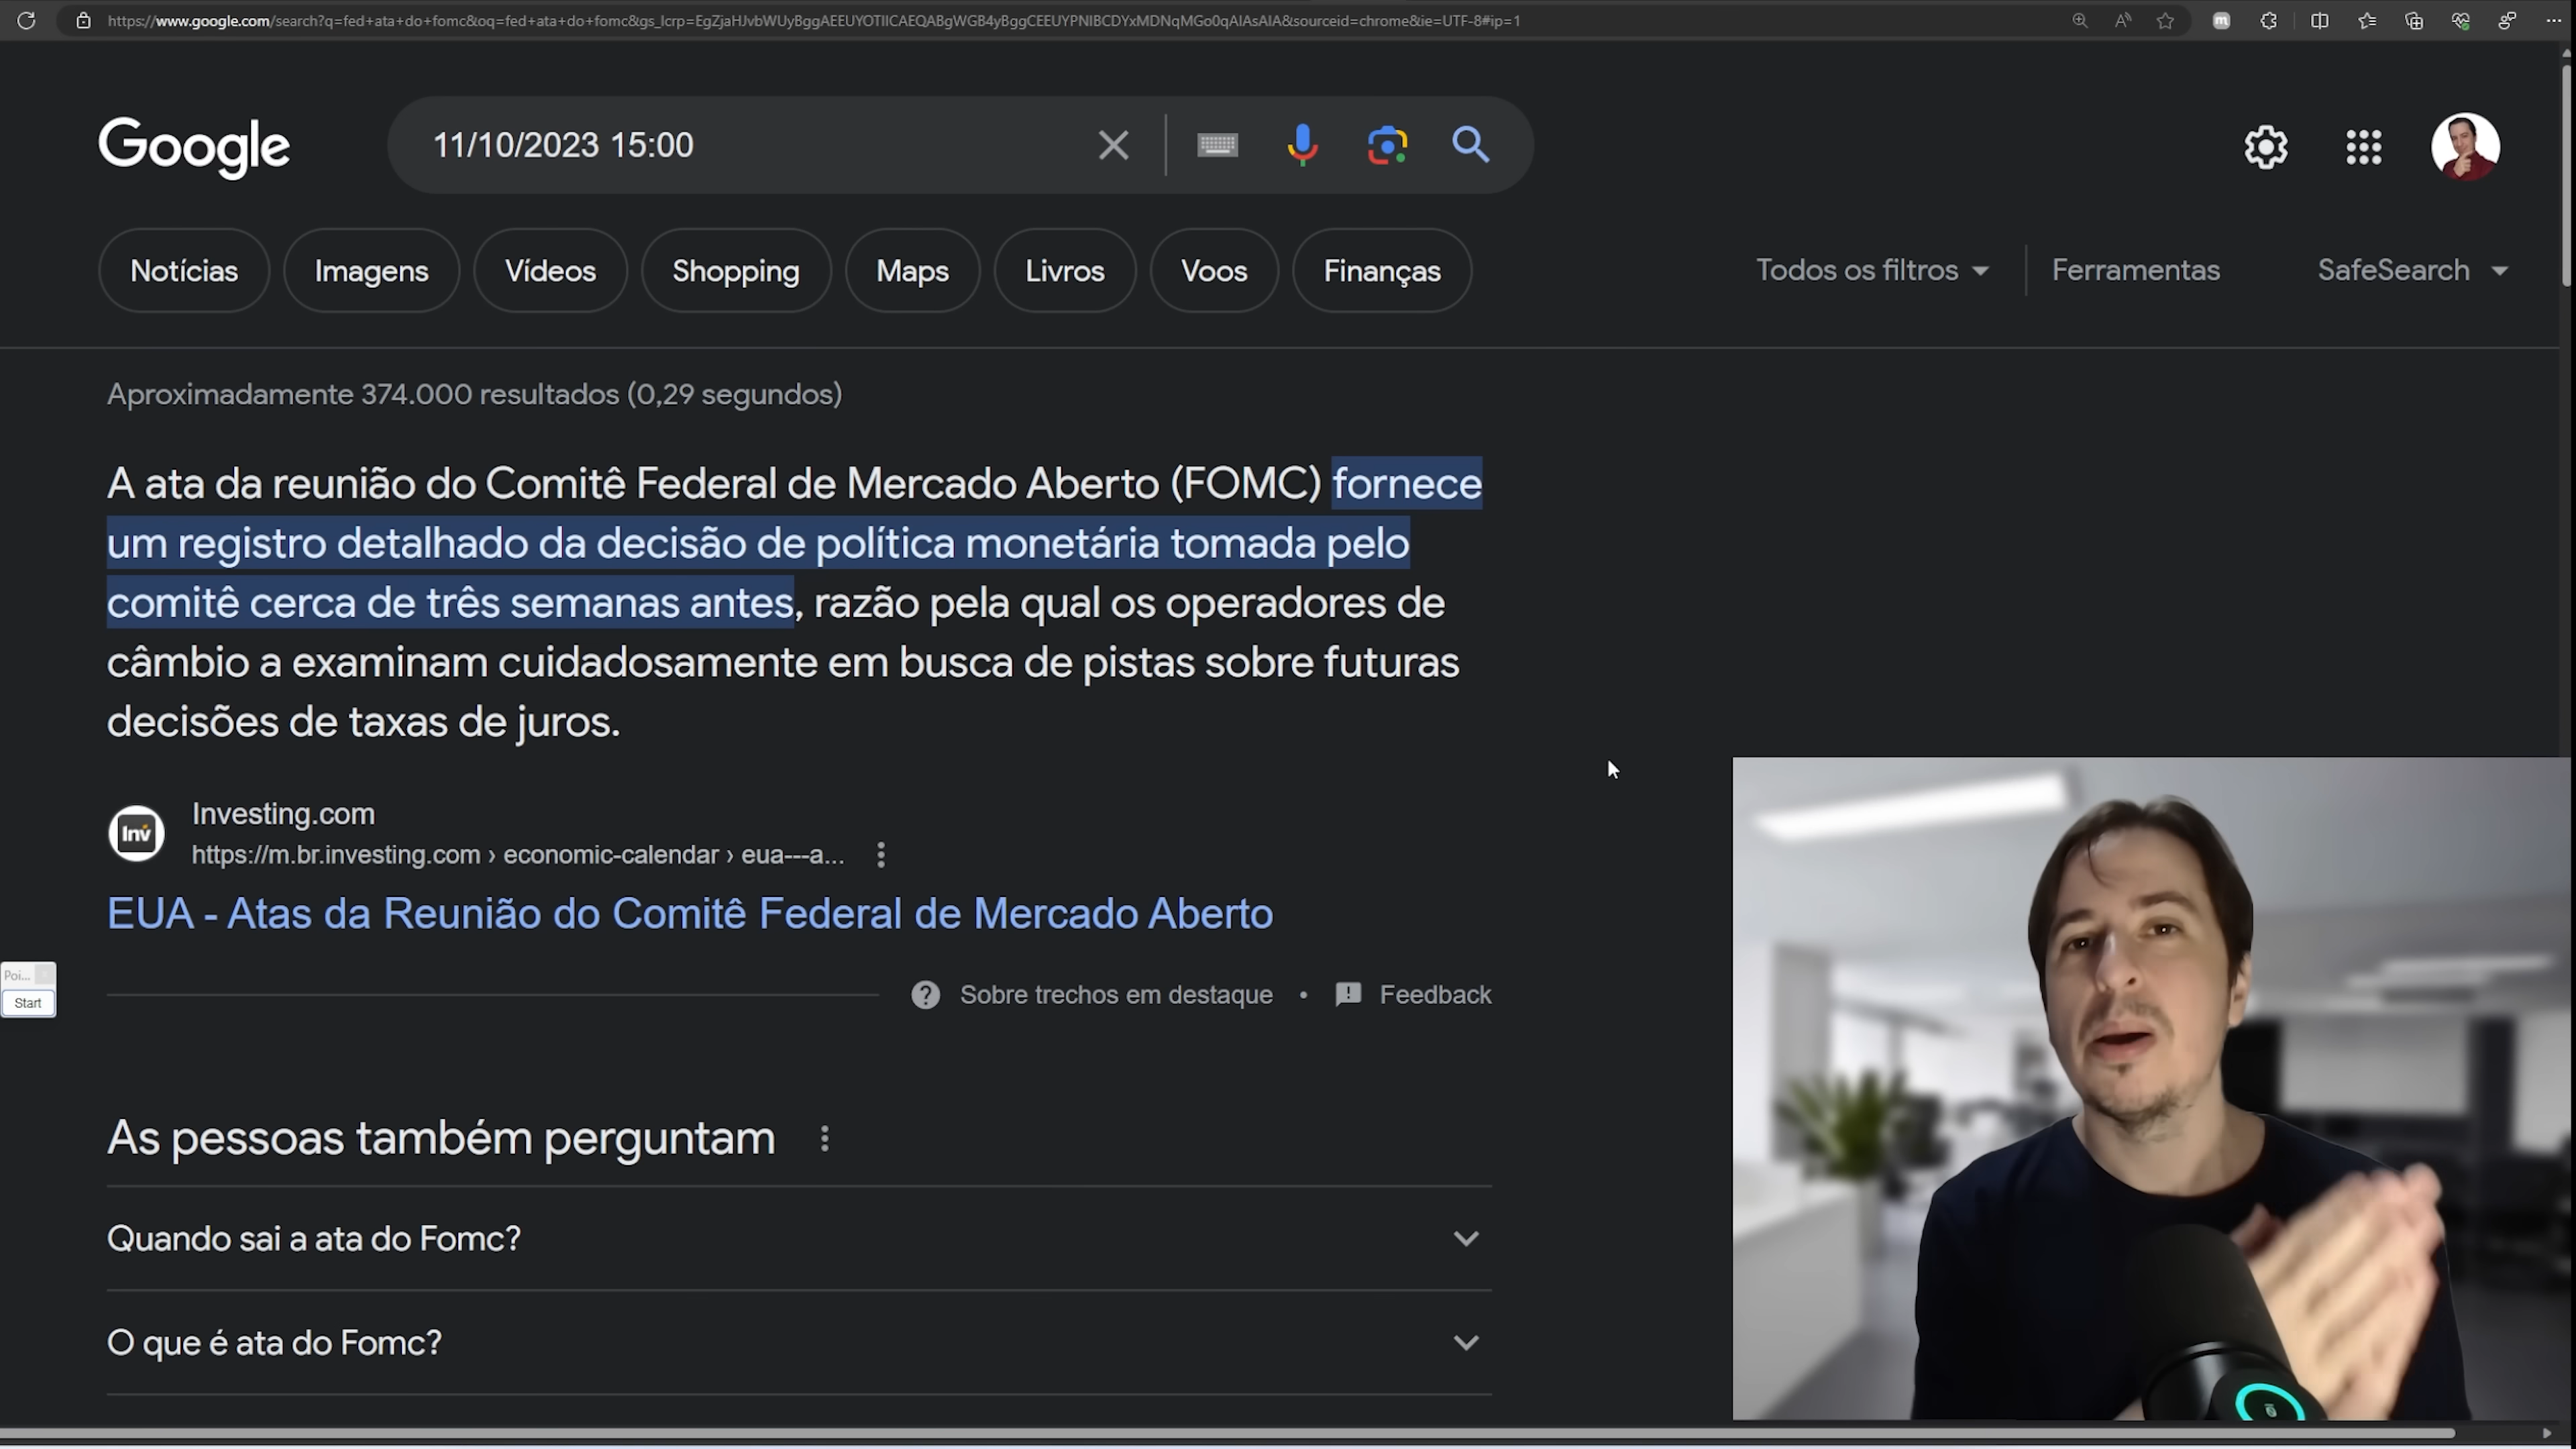 https://www.google.com/search?q=fed+ata+do+fomc&oq=fed+ata+do+fomc&gs_lcrp=EgZjaHJvbWUyBggAEEUYOTIICAEQABgWGB4yBggCEEUYPNIBCDYxMDNqMGo0qAIAsAIA&sourceid=chrome&ie=UTF-8#ip=1
Google
11/10/2023 15:00
Notícias
Imagens
Vídeos
Shopping
Maps
Livros
Voos
Finanças
Todos os filtros
Ferramentas
SafeSearch
Aproximadamente 374.000 resultados (0,29 segundos)
A ata da reunião do Comitê Federal de Mercado Aberto (FOMC) fornece
um registro detalhado da decisão de política monetária tomada pelo
comitê cerca de três semanas antes, razão pela qual os operadores de
câmbio a examinam cuidadosamente em busca de pistas sobre futuras
decisões de taxas de juros.
Inv
Investing.com
https://m.br.investing.com › economic-calendar › eua---a...
EUA - Atas da Reunião do Comitê Federal de Mercado Aberto
Poi...
Start
Sobre trechos em destaque • Feedback
As pessoas também perguntam
Quando sai a ata do Fomc?
O que é ata do Fomc?